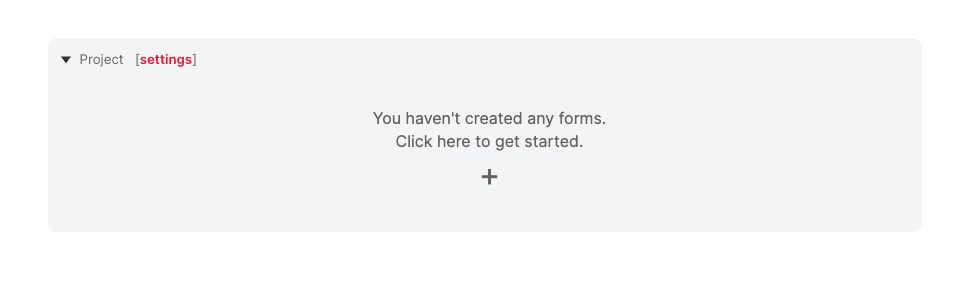 Project [settings]
You haven't created any forms.
Click here to get started.
+